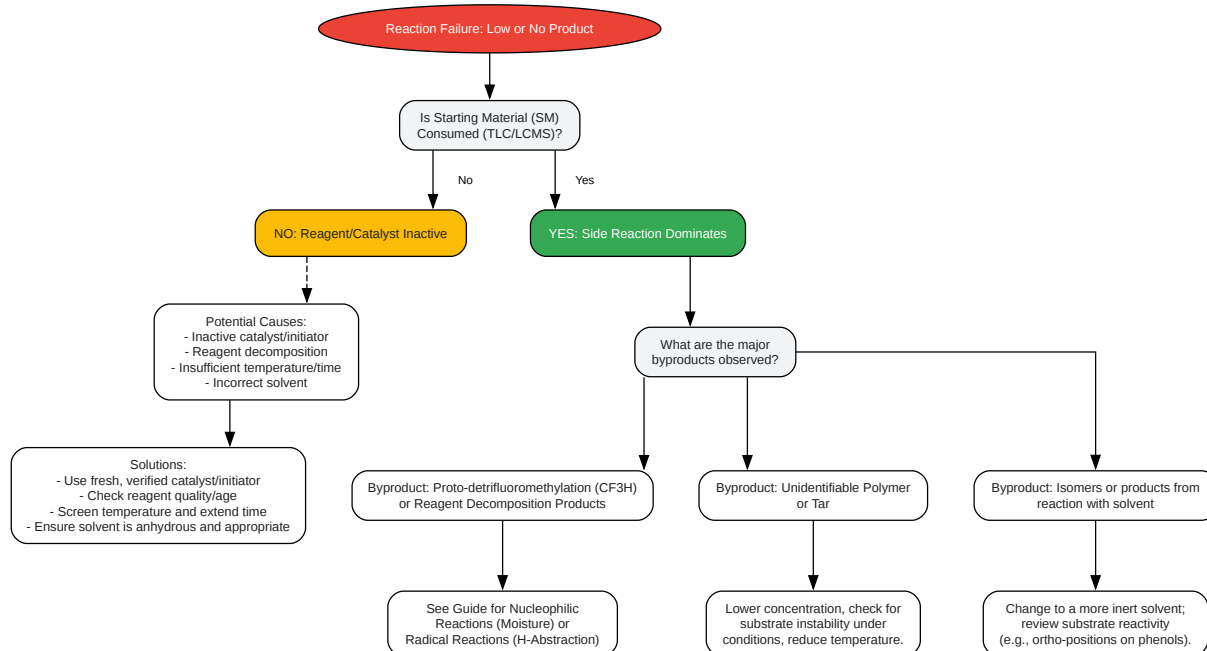 Reaction Failure: Low or No Product
Is Starting Material (SM)
Consumed (TLC/LCMS)?
No
Yes
NO: Reagent/Catalyst Inactive
YES: Side Reaction Dominates
Potential Causes:
- Inactive catalyst/initiator
- Reagent decomposition
- Insufficient temperature/time
- Incorrect solvent
What are the major
byproducts observed?
Solutions:
- Use fresh, verified catalyst/initiator
- Check reagent quality/age
- Screen temperature and extend time
- Ensure solvent is anhydrous and appropriate
Byproduct: Proto-detrifluoromethylation (CF3H)
or Reagent Decomposition Products
Byproduct: Unidentifiable Polymer
or Tar
Byproduct: Isomers or products from
reaction with solvent
See Guide for Nucleophilic
Reactions (Moisture) or
Radical Reactions (H-Abstraction)
Lower concentration, check for
substrate instability under
conditions, reduce temperature.
Change to a more inert solvent;
review substrate reactivity
(e.g., ortho-positions on phenols).